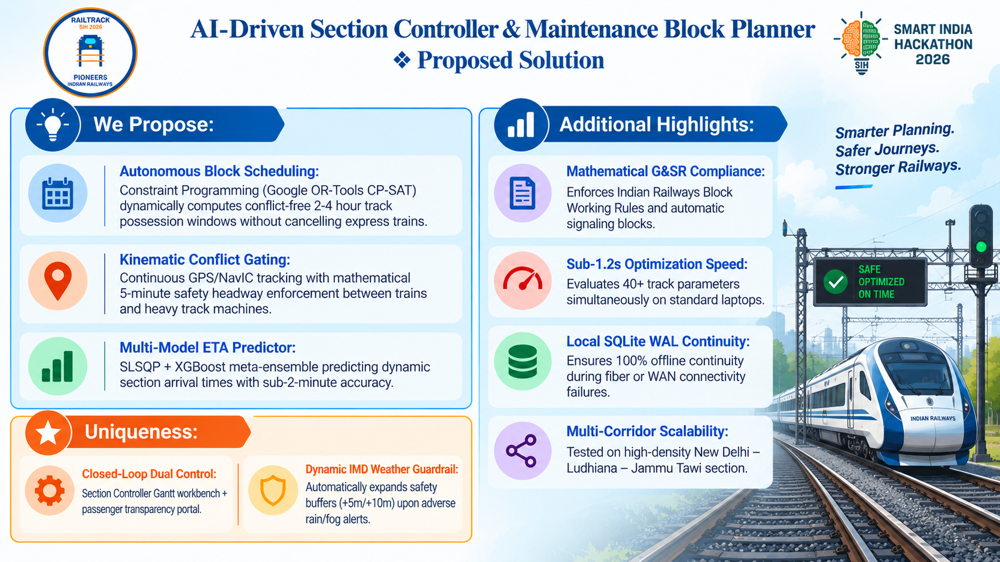 RAILTRACK
SIH 2026
PIONEERS
INDIAN RAILWAYS
AI-Driven Section Controller & Maintenance Block Planner
❖ Proposed Solution
SIH
SMART INDIA
HACKATHON
2026
We Propose:
Autonomous Block Scheduling:
Constraint Programming (Google OR-Tools CP-SAT)
dynamically computes conflict-free 2-4 hour track
possession windows without cancelling express trains.
Kinematic Conflict Gating:
Continuous GPS/NavIC tracking with mathematical
5-minute safety headway enforcement between trains
and heavy track machines.
Multi-Model ETA Predictor:
SLSQP + XGBoost meta-ensemble predicting dynamic
section arrival times with sub-2-minute accuracy.
Uniqueness:
Closed-Loop Dual Control:
Section Controller Gantt workbench +
passenger transparency portal.
Dynamic IMD Weather Guardrail:
Automatically expands safety
buffers (+5m/+10m) upon adverse
rain/fog alerts.
Additional Highlights:
Mathematical G&SR Compliance:
Enforces Indian Railways Block
Working Rules and automatic
signaling blocks.
Sub-1.2s Optimization Speed:
Evaluates 40+ track parameters
simultaneously on standard laptops.
Local SQLite WAL Continuity:
Ensures 100% offline continuity
during fiber or WAN connectivity
failures.
Multi-Corridor Scalability:
Tested on high-density New Delhi –
Ludhiana – Jammu Tawi section.
Smarter Planning.
Safer Journeys.
Stronger Railways.
SAFE
OPTIMIZED
ON TIME
INDIAN RAILWAYS